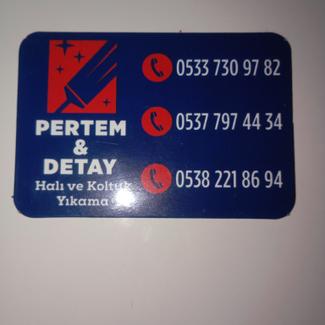 PERTEM
&
DETAY
Halı ve Koltuk
Yıkama
0533 730 97 82
0537 797 44 34
0538 221 86 94